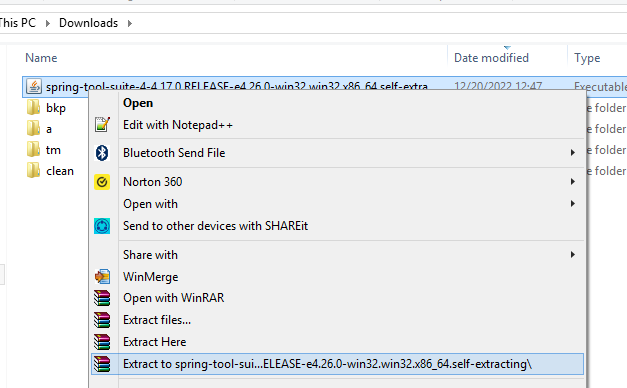 This PC
Downloads
Name
Date modified
Type
spring-tool-suite-4-4.17.0.RELEASE-e4.26.0-win32.win32.x86_64.self-extra...
12/20/2022 12:47
Executable
bkp
e folder
a
e folder
tm
e folder
clean
e folder
Open
Edit with Notepad++
Bluetooth Send File
Norton 360
Open with
Send to other devices with SHAREit
Share with
WinMerge
Open with WinRAR
Extract files...
Extract Here
Extract to spring-tool-sui...ELEASE-e4.26.0-win32.win32.x86_64.self-extracting\